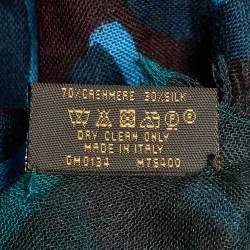 70%CASHMERE 30%SILK
DRY CLEAN ONLY
MADE IN ITALY
GM0134 M75400